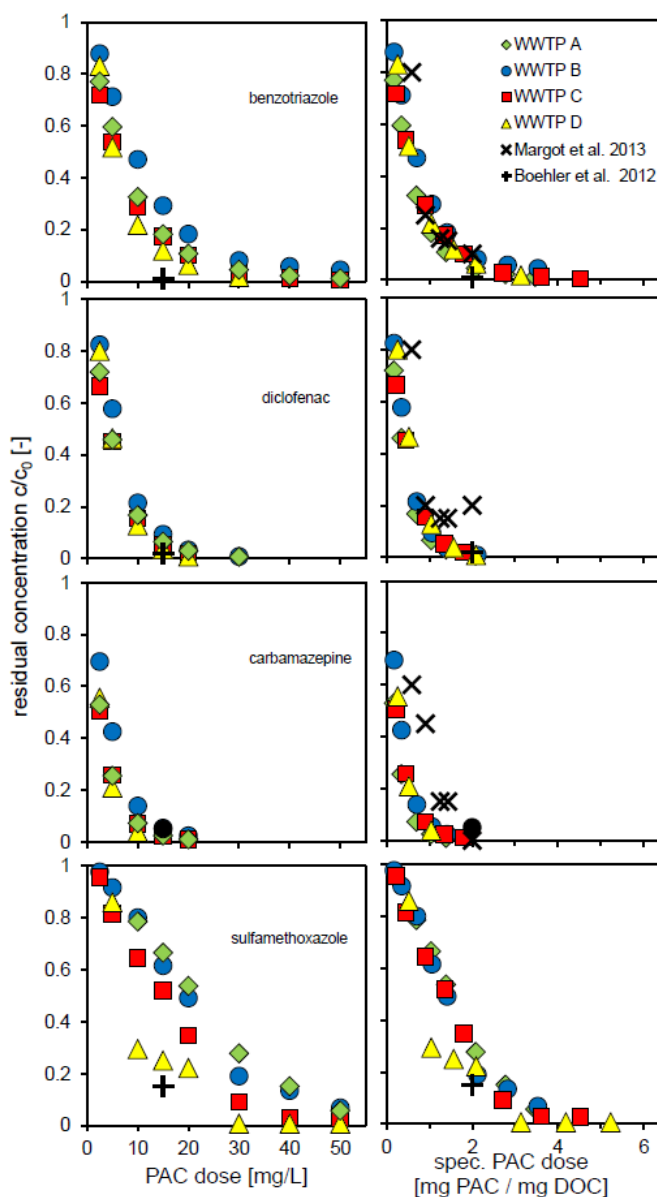 1
0.8
0.6
0.4
0.2
0
benzotriazole
WWTP A
WWTP B
WWTP C
WWTP D
Margot et al. 2013
Boehler et al. 2012
1
0.8
0.6
0.4
0.2
0
diclofenac
1
0.8
0.6
0.4
0.2
0
carbamazepine
1
0.8
0.6
0.4
0.2
0
sulfamethoxazole
residual concentration c/c₀ [-]
0 10 20 30 40 50
PAC dose [mg/L]
0 2 4 6
spec. PAC dose
[mg PAC / mg DOC]